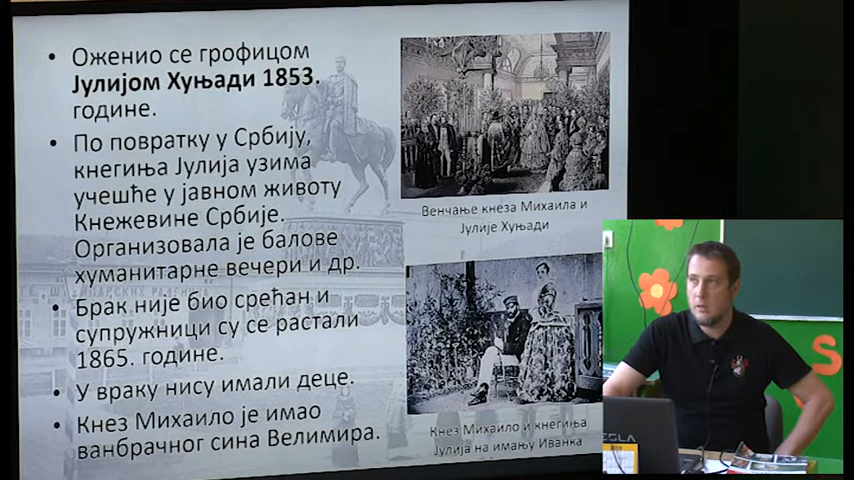 Оженио се грофицом
Јулијом Хуњади 1853.
године.
По повратку у Србију,
кнегиња Јулија узима
учешће у јавном животу
Кнежевине Србије.
Организовала је балове
хуманитарне вечери и др.
Брак није био срећан и
супружници су се растали
1865. године.
У враку нису имали деце.
Кнез Михаило је имао
ванбрачног сина Велимира.
Венчање кнеза Михаила и
Јулије Хуњади
Кнез Михаило и кнегиња
Јулија на имању Иванка
S